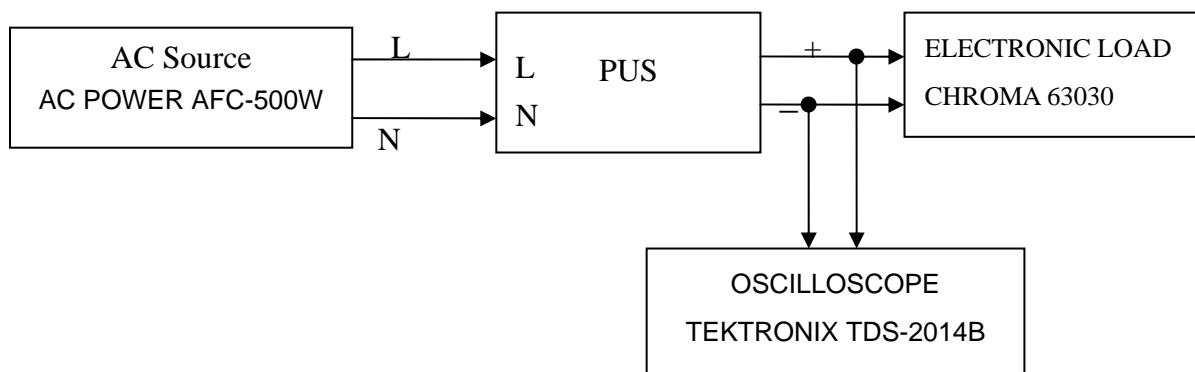 AC Source
AC POWER AFC-500W
L
N
L
N
PUS
+
−
ELECTRONIC LOAD
CHROMA 63030
OSCILLOSCOPE
TEKTRONIX TDS-2014B